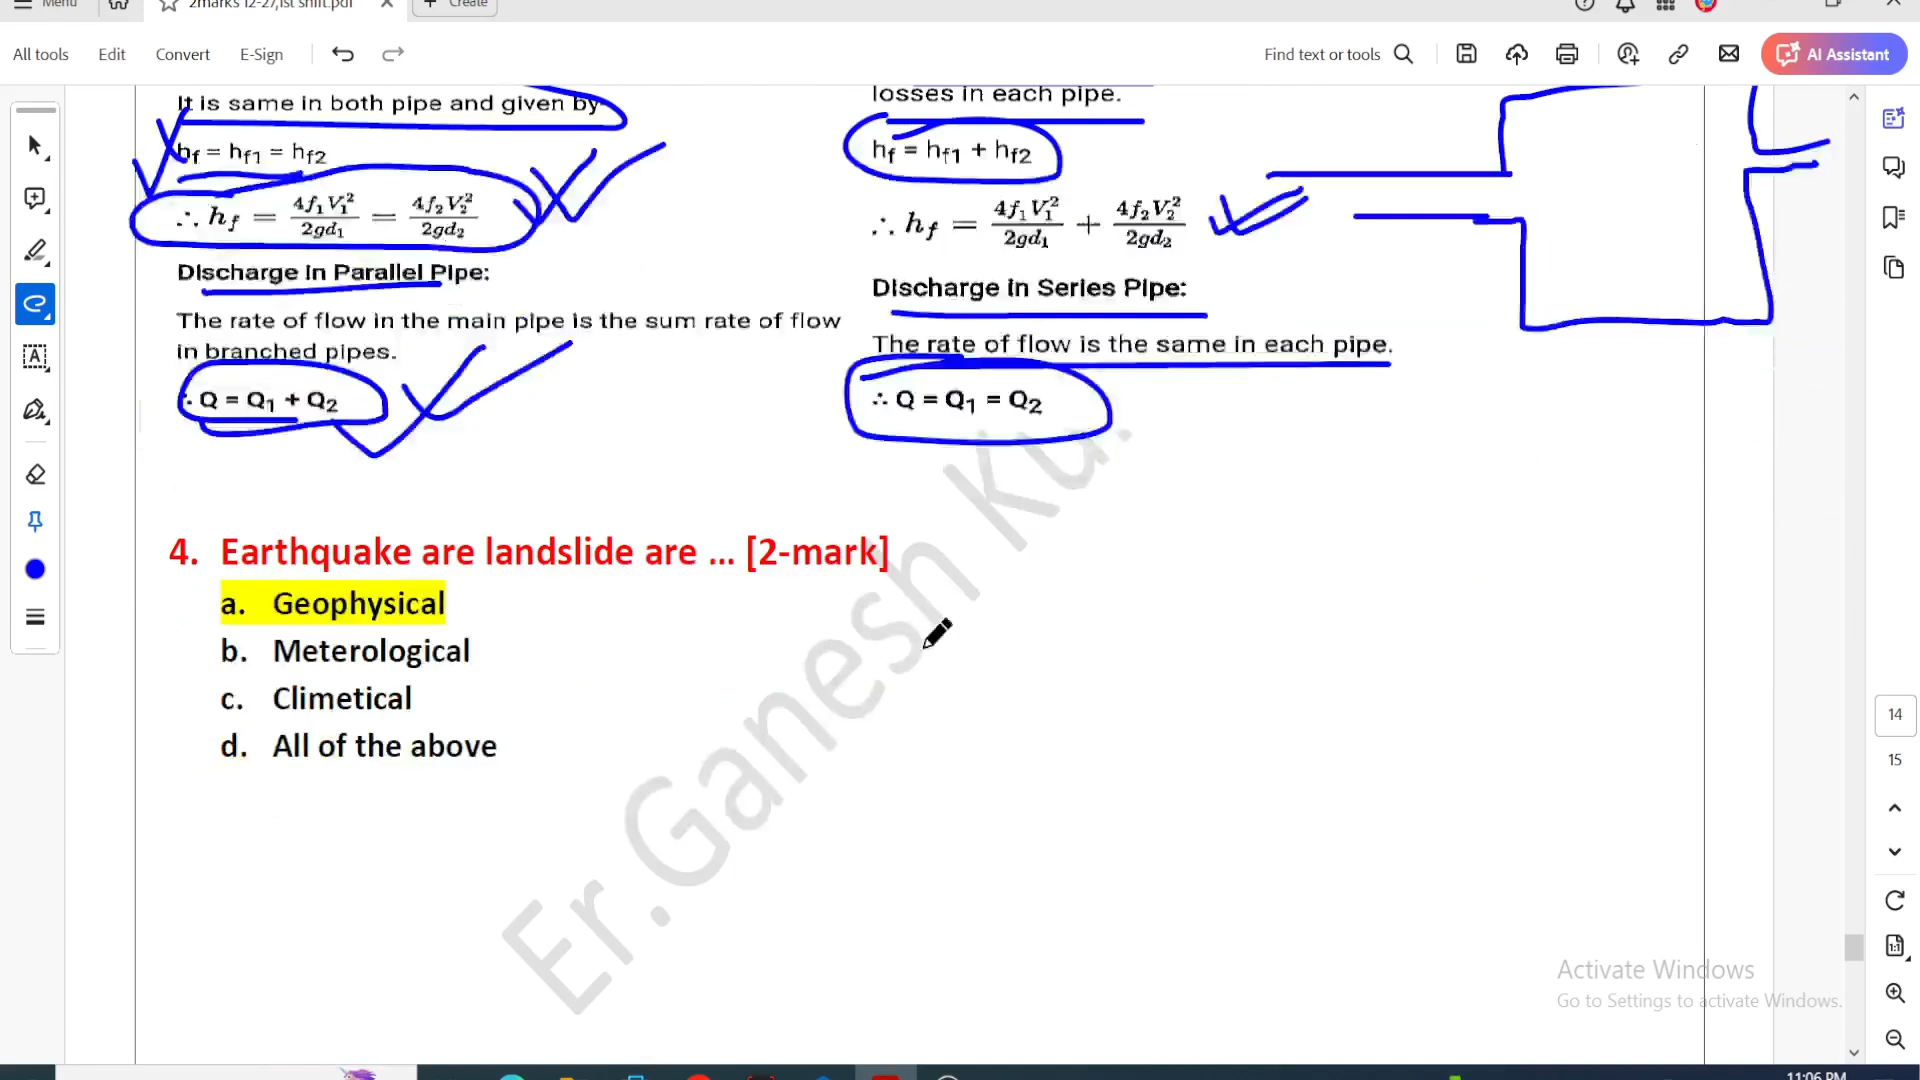 Menu
2marks 12-27,1st shift.pdf
Create
All tools
Edit
Convert
E-Sign
Find text or tools
AI Assistant
It is same in both pipe and given by
hf = hf1 = hf2
∴ hf = 4f1V1²/2gd1 = 4f2V2²/2gd2
Discharge in Parallel Pipe:
The rate of flow in the main pipe is the sum rate of flow
in branched pipes.
∴ Q = Q1 + Q2
losses in each pipe.
hf = hf1 + hf2
∴ hf = 4f1V1²/2gd1 + 4f2V2²/2gd2
Discharge in Series Pipe:
The rate of flow is the same in each pipe.
∴ Q = Q1 = Q2
4. Earthquake are landslide are ... [2-mark]
a. Geophysical
b. Meterological
c. Climetical
d. All of the above
Er.Ganesh Ku.
14
15
Activate Windows
Go to Settings to activate Windows.
11:06 PM